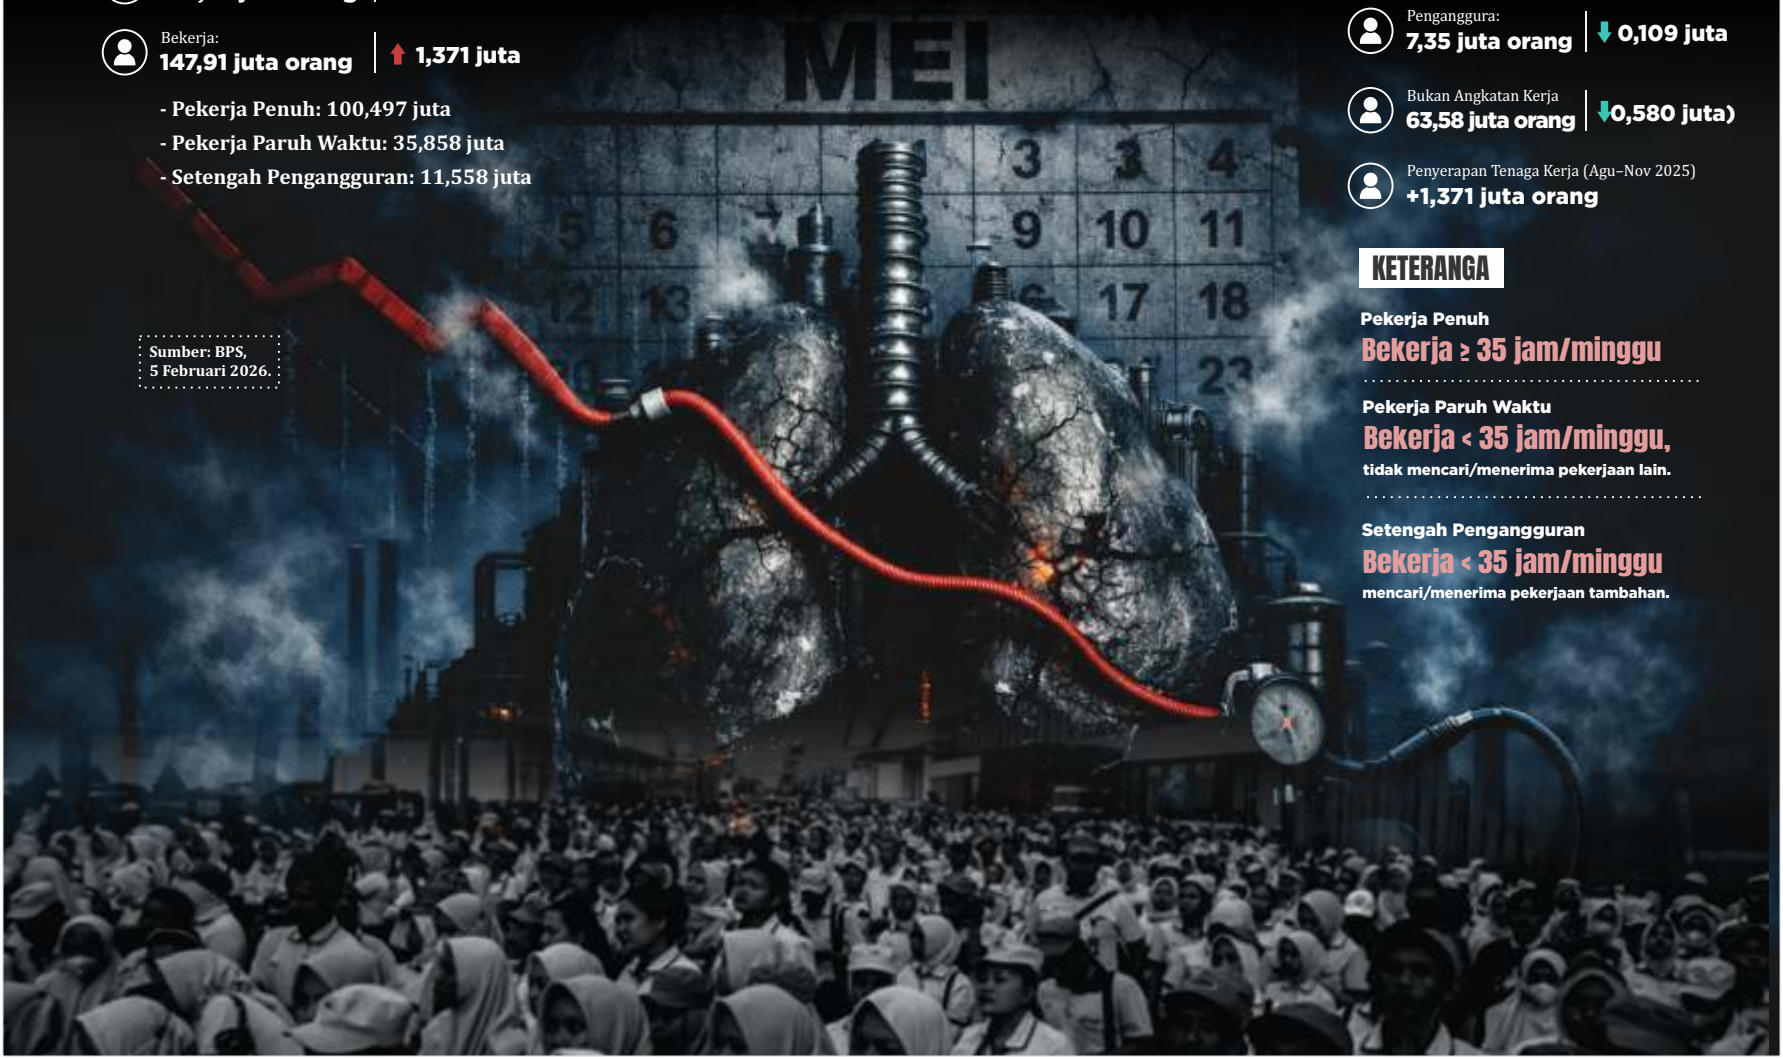 Bekerja:
147,91 juta orang
1,371 juta
- Pekerja Penuh: 100,497 juta
- Pekerja Paruh Waktu: 35,858 juta
- Setengah Pengangguran: 11,558 juta
Sumber: BPS,
5 Februari 2026.
MEI
3 3 4
5 6 7 9 10 11
12 13 17 18
23
Penganggura:
7,35 juta orang
0,109 juta
Bukan Angkatan Kerja
63,58 juta orang
0,580 juta)
Penyerapan Tenaga Kerja (Agu–Nov 2025)
+1,371 juta orang
KETERANGA
Pekerja Penuh
Bekerja ≥ 35 jam/minggu
Pekerja Paruh Waktu
Bekerja < 35 jam/minggu,
tidak mencari/menerima pekerjaan lain.
Setengah Pengangguran
Bekerja < 35 jam/minggu
mencari/menerima pekerjaan tambahan.